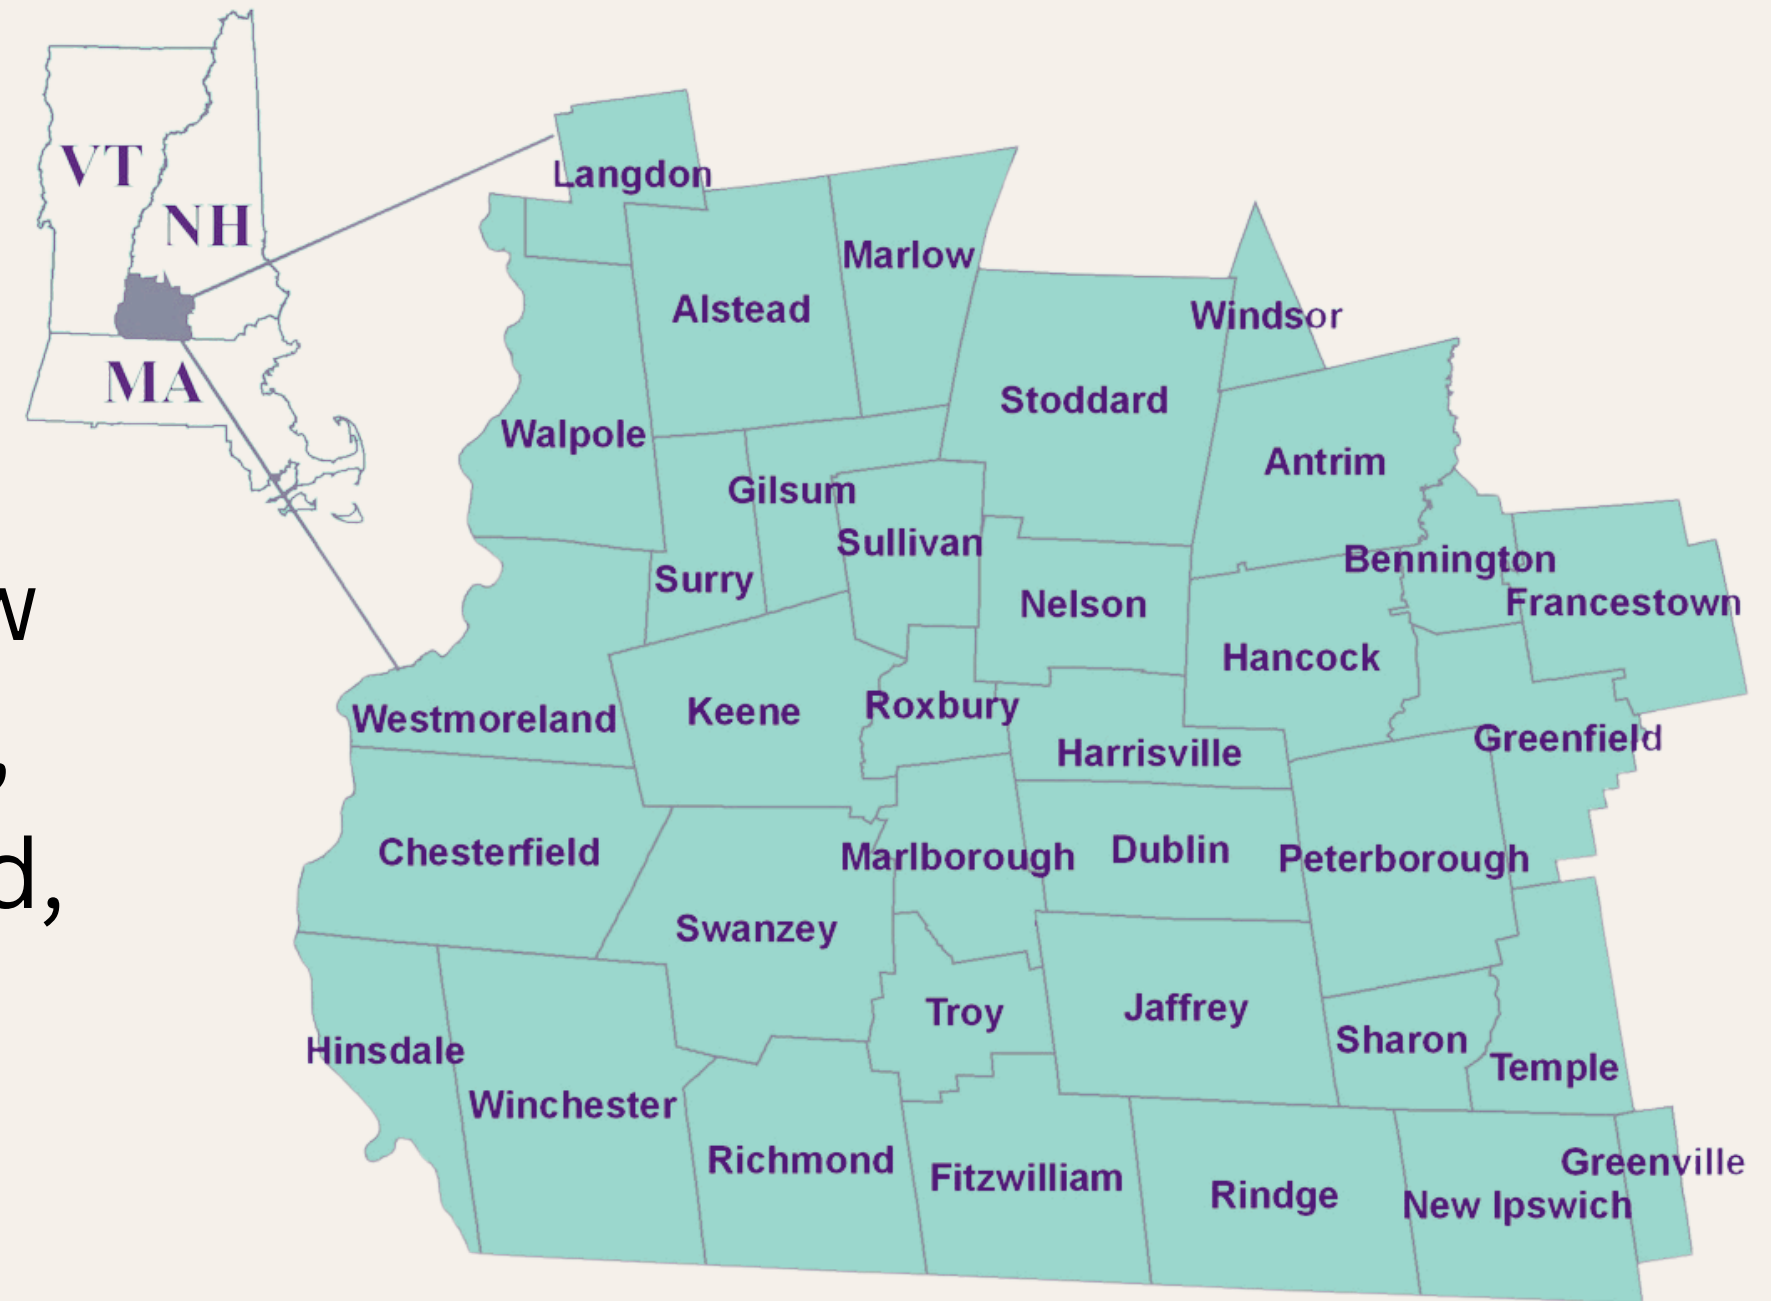 VT
NH
MA
w
,
d,
Langdon
Marlow
Alstead
Windsor
Stoddard
Walpole
Antrim
Gilsum
Sullivan
Bennington
Surry
Nelson
Francestown
Hancock
Westmoreland
Keene
Roxbury
Harrisville
Greenfield
Chesterfield
Marlborough
Dublin
Peterborough
Swanzey
Troy
Jaffrey
Sharon
Hinsdale
Temple
Winchester
Richmond
Fitzwilliam
Rindge
Greenville
New Ipswich